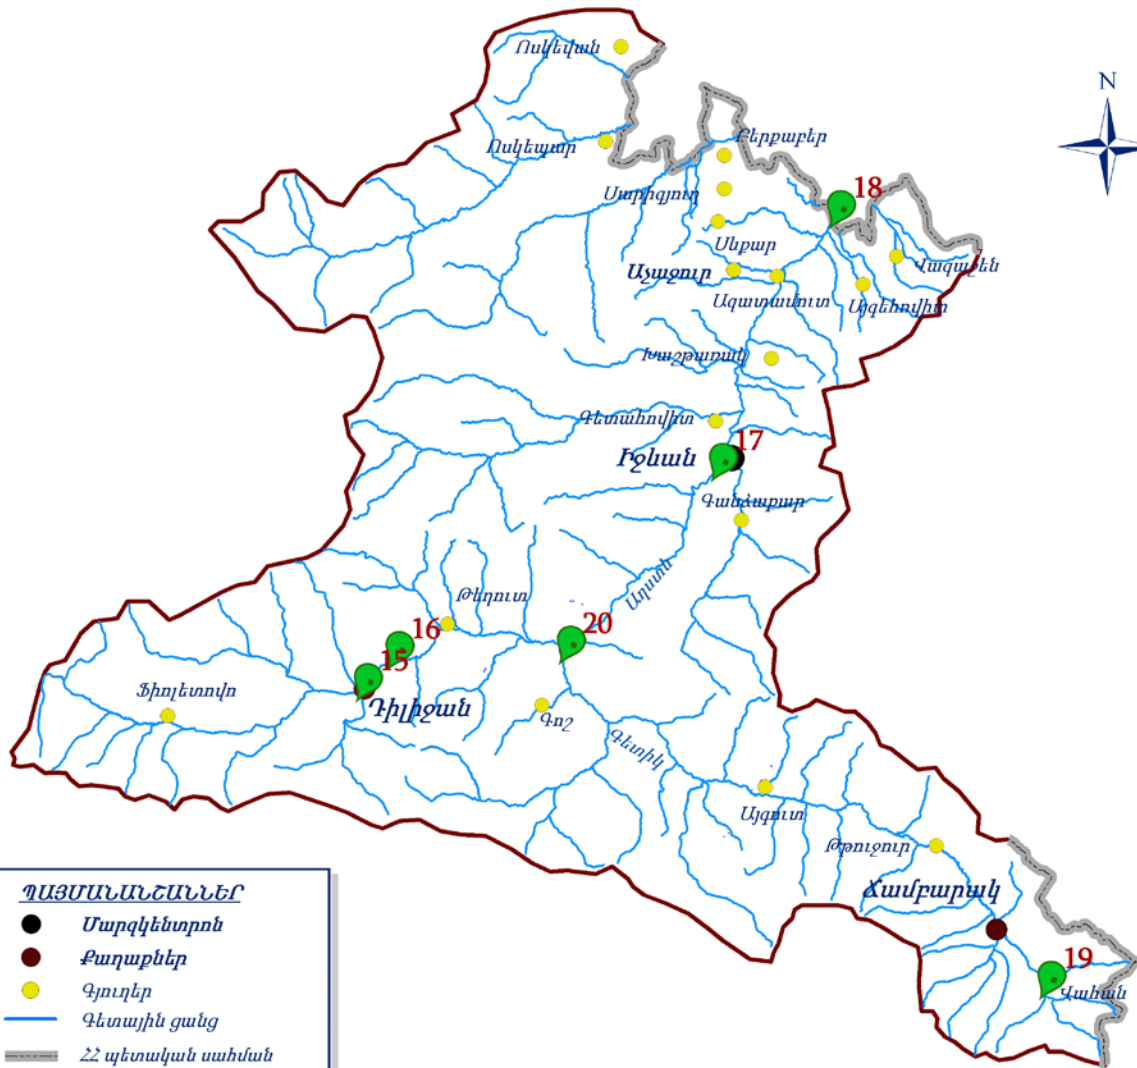 Ոսկեվան
N
Ոսկեպար
Բերքաբեր
18
Սարիգյուղ
Սևքար
Վազաշեն
Աչաջուր
Ազատամուտ
Այգեհովիտ
Խաշթառակ
Գետահովիտ
17
Իջևան
Գանձաքար
Աղստև
Թեղուտ
16
20
15
Ֆիոլետովո
Դիլիջան
Գոշ
Գետիկ
Այգուտ
Թթուջուր
Ճամբարակ
19
Վահան
ՊԱՅՄԱՆԱՆՇԱՆՆԵՐ
Մարզկենտրոն
Քաղաքներ
Գյուղեր
Գետային ցանց
ՀՀ պետական սահման